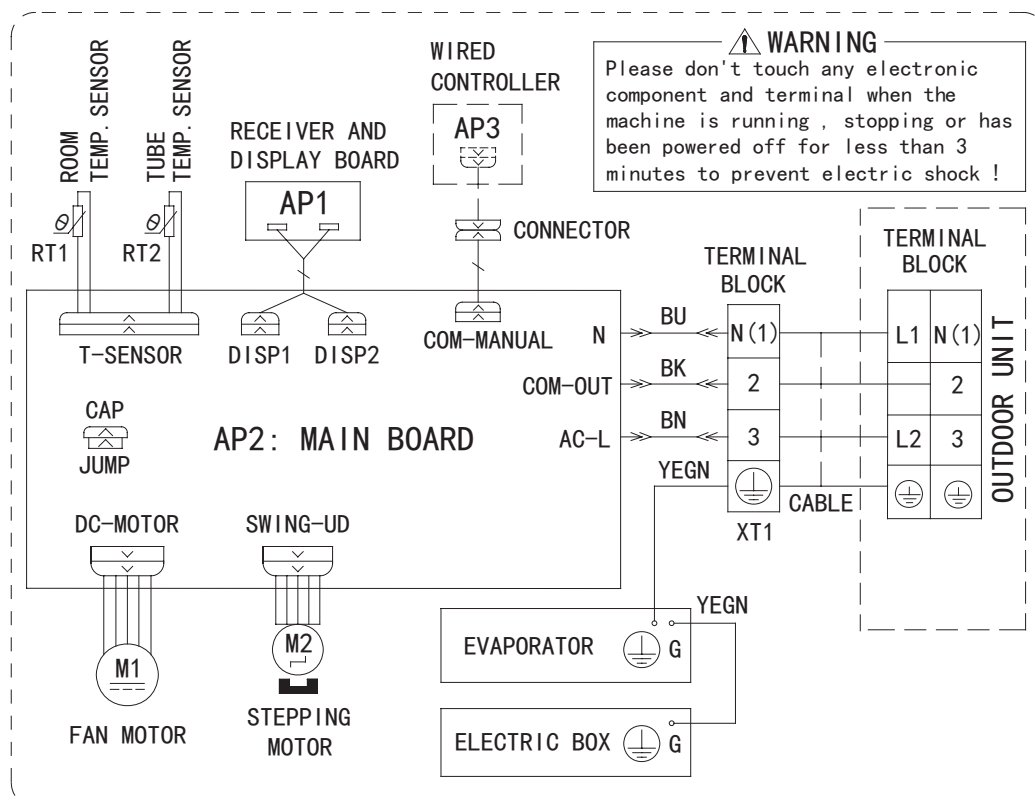 WARNING
Please don't touch any electronic
component and terminal when the
machine is running , stopping or has
been powered off for less than 3
minutes to prevent electric shock !
ROOM
TEMP. SENSOR
TUBE
TEMP. SENSOR
RT1
RT2
RECEIVER AND
DISPLAY BOARD
AP1
WIRED
CONTROLLER
AP3
CONNECTOR
T-SENSOR
DISP1
DISP2
COM-MANUAL
N
COM-OUT
AC-L
CAP
JUMP
AP2: MAIN BOARD
DC-MOTOR
SWING-UD
M1
FAN MOTOR
M2
STEPPING
MOTOR
BU
BK
BN
YEGN
TERMINAL
BLOCK
N(1)
2
3
XT1
CABLE
TERMINAL
BLOCK
L1
N(1)
2
L2
3
OUTDOOR UNIT
YEGN
EVAPORATOR
G
ELECTRIC BOX
G